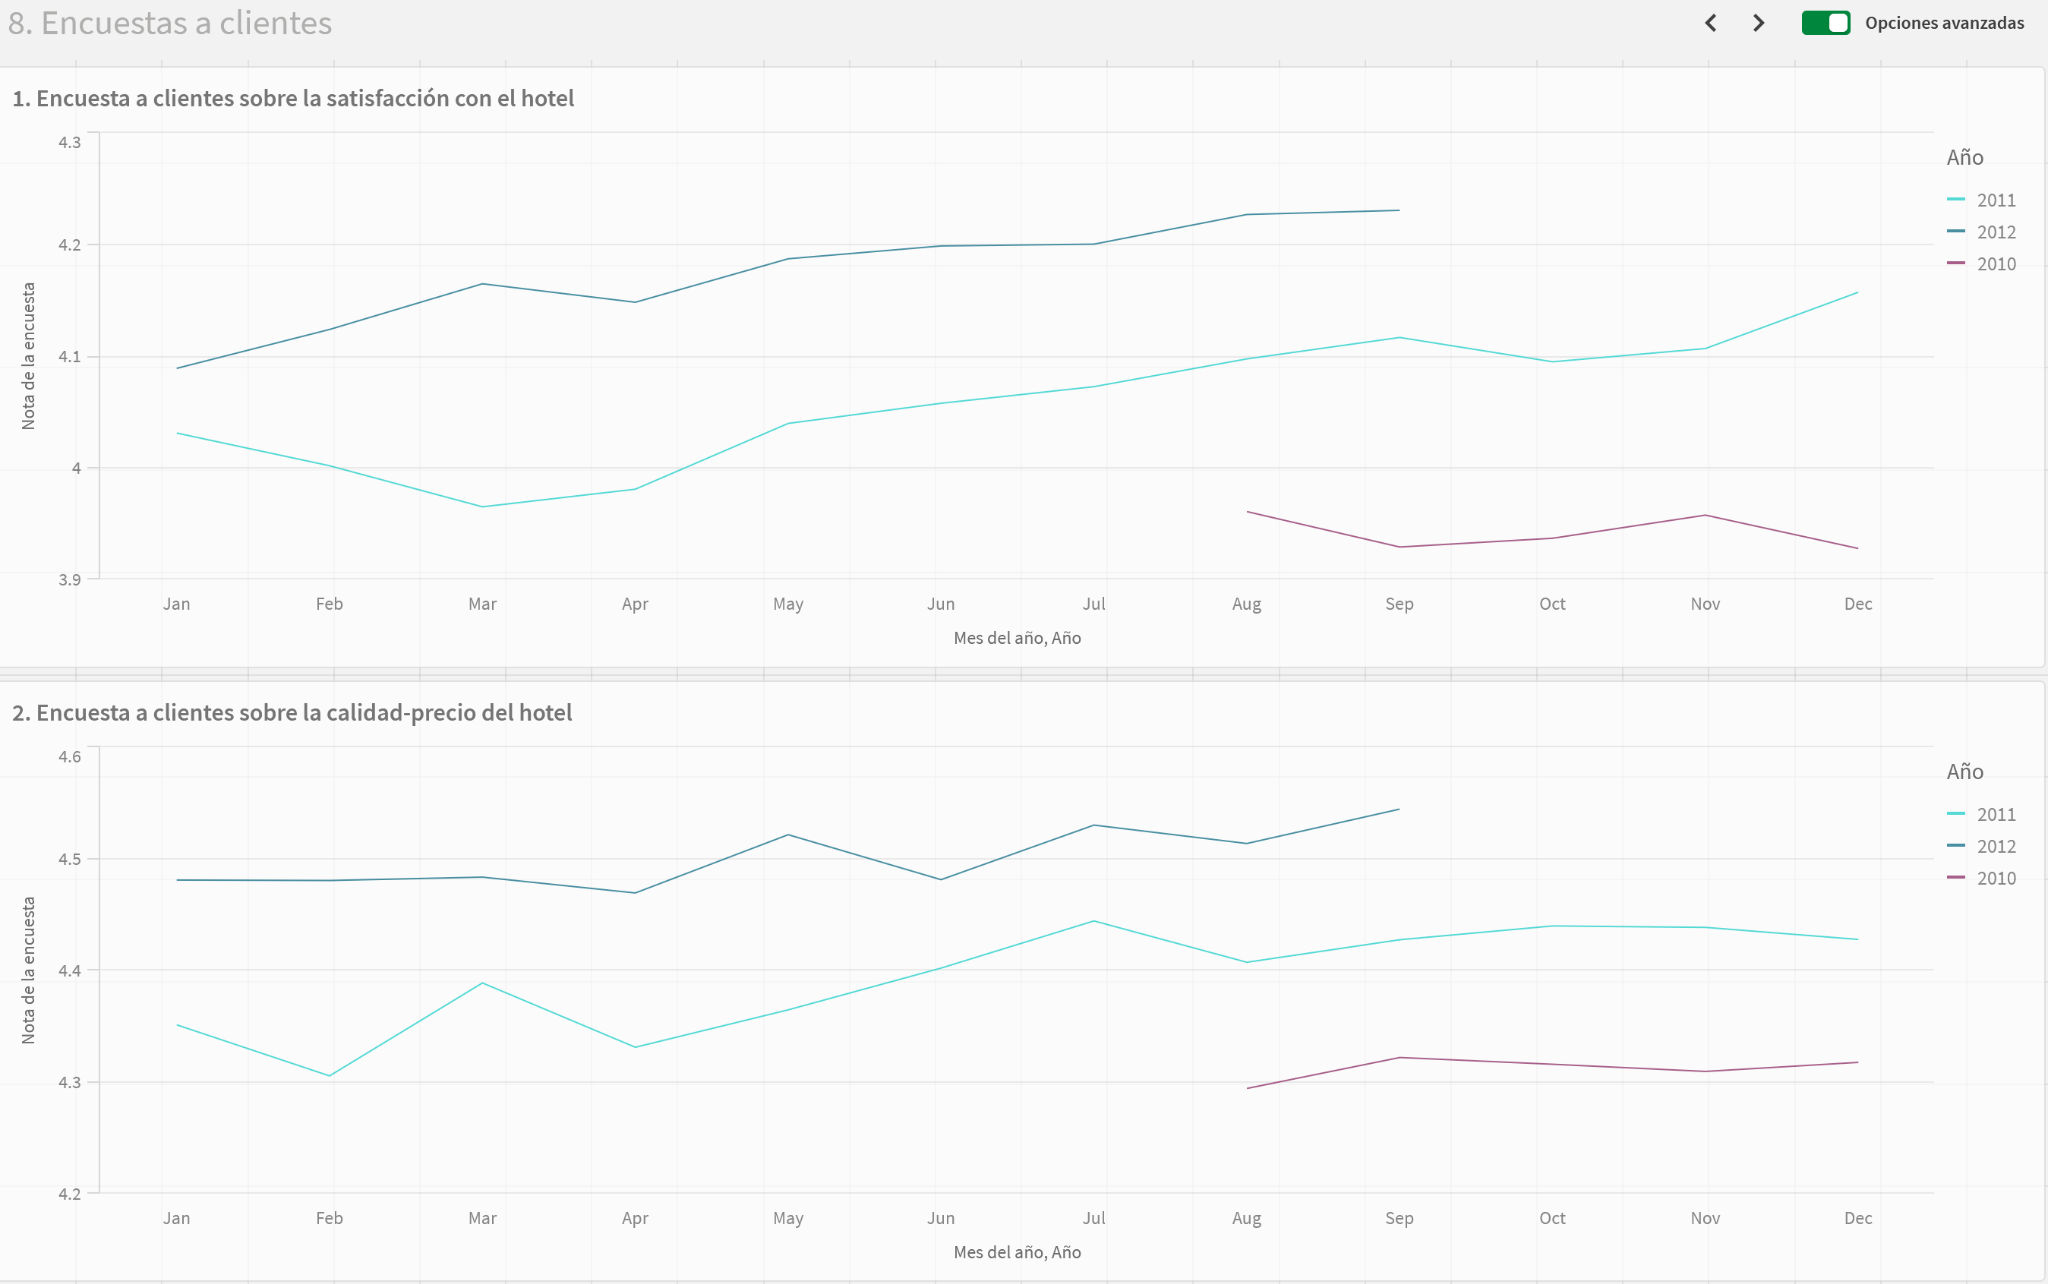 8. Encuestas a clientes
Opciones avanzadas
1. Encuesta a clientes sobre la satisfacción con el hotel
4.3
4.2
4.1
4
3.9
Nota de la encuesta
Jan Feb Mar Apr May Jun Jul Aug Sep Oct Nov Dec
Mes del año, Año
Año
2011
2012
2010
2. Encuesta a clientes sobre la calidad-precio del hotel
4.6
4.5
4.4
4.3
4.2
Nota de la encuesta
Jan Feb Mar Apr May Jun Jul Aug Sep Oct Nov Dec
Mes del año, Año
Año
2011
2012
2010